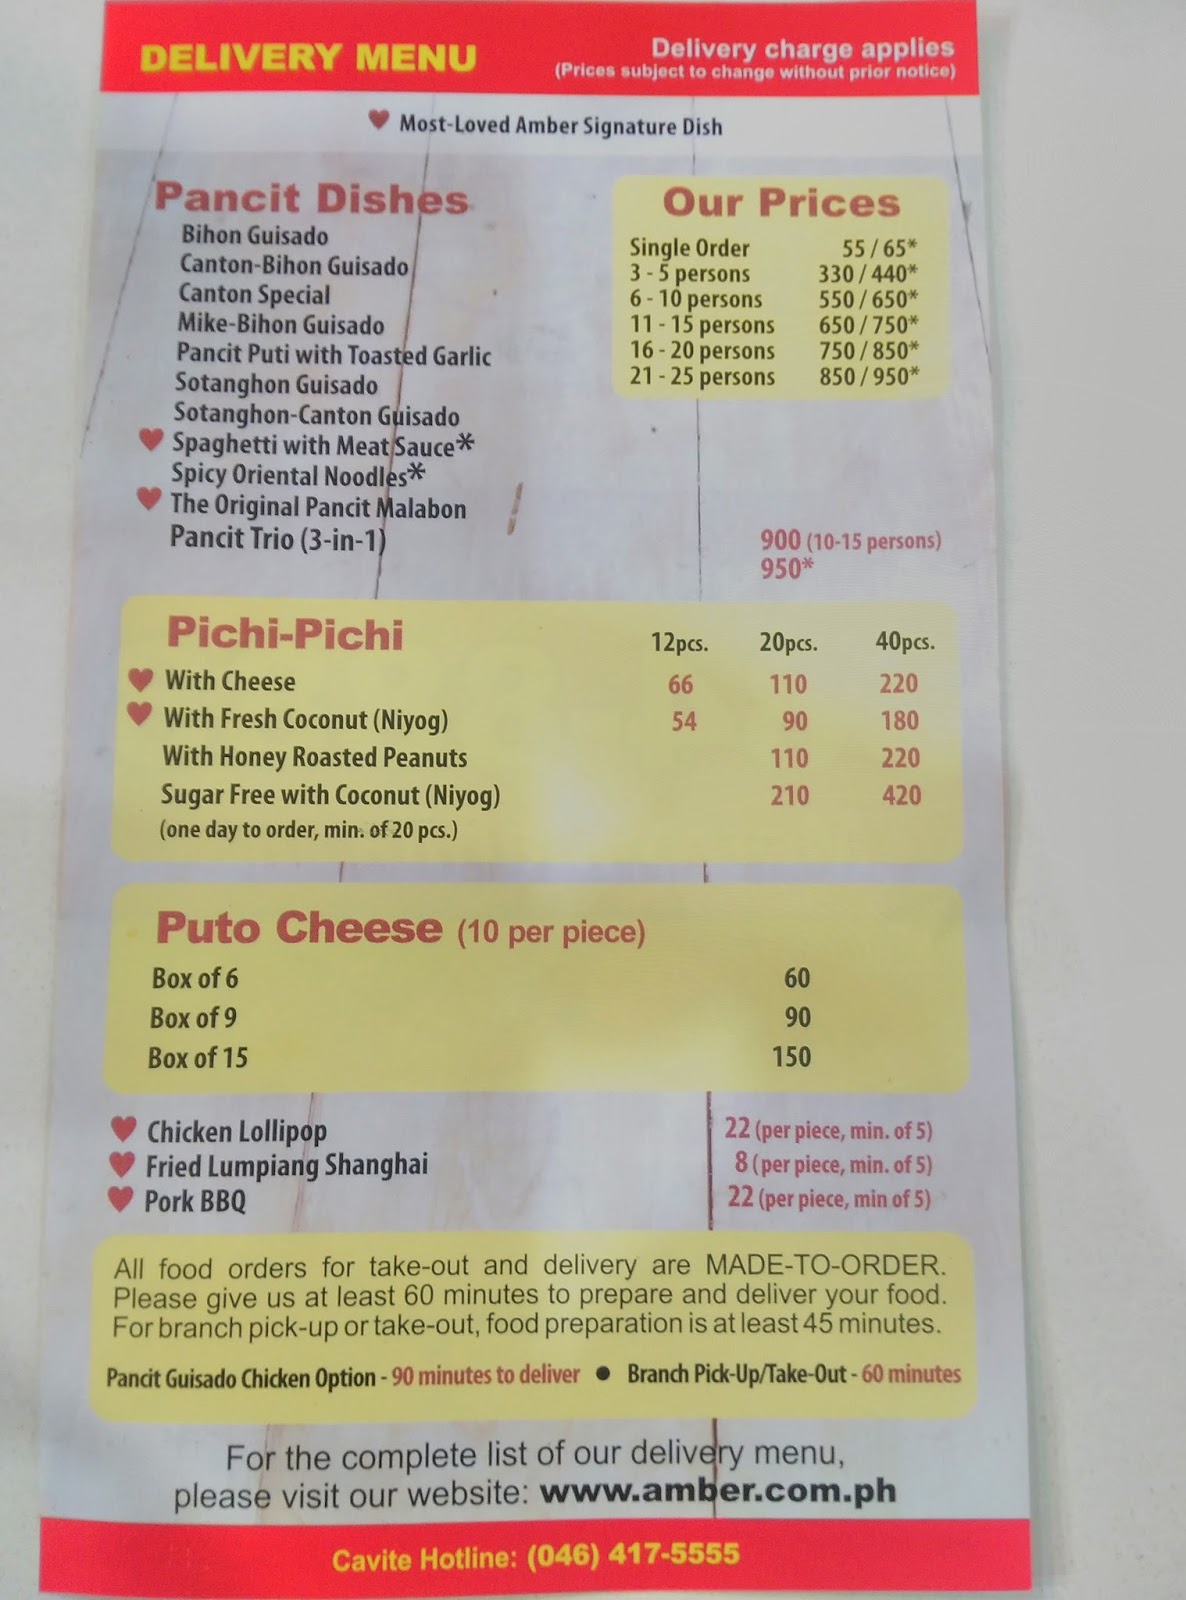 DELIVERY MENU
Delivery charge applies
(Prices subject to change without prior notice)
Most-Loved Amber Signature Dish
Pancit Dishes
Bihon Guisado
Canton-Bihon Guisado
Canton Special
Mike-Bihon Guisado
Pancit Puti with Toasted Garlic
Sotanghon Guisado
Sotanghon-Canton Guisado
Spaghetti with Meat Sauce*
Spicy Oriental Noodles*
The Original Pancit Malabon
Pancit Trio (3-in-1) 900 (10-15 persons)
950*
Our Prices
Single Order 55 / 65*
3 - 5 persons 330 / 440*
6 - 10 persons 550 / 650*
11 - 15 persons 650 / 750*
16 - 20 persons 750 / 850*
21 - 25 persons 850 / 950*
Pichi-Pichi 12pcs. 20pcs. 40pcs.
With Cheese 66 110 220
With Fresh Coconut (Niyog) 54 90 180
With Honey Roasted Peanuts 110 220
Sugar Free with Coconut (Niyog) 210 420
(one day to order, min. of 20 pcs.)
Puto Cheese (10 per piece)
Box of 6 60
Box of 9 90
Box of 15 150
Chicken Lollipop 22 (per piece, min. of 5)
Fried Lumpiang Shanghai 8 (per piece, min. of 5)
Pork BBQ 22 (per piece, min of 5)
All food orders for take-out and delivery are MADE-TO-ORDER.
Please give us at least 60 minutes to prepare and deliver your food.
For branch pick-up or take-out, food preparation is at least 45 minutes.
Pancit Guisado Chicken Option - 90 minutes to deliver ● Branch Pick-Up/Take-Out - 60 minutes
For the complete list of our delivery menu,
please visit our website: www.amber.com.ph
Cavite Hotline: (046) 417-5555